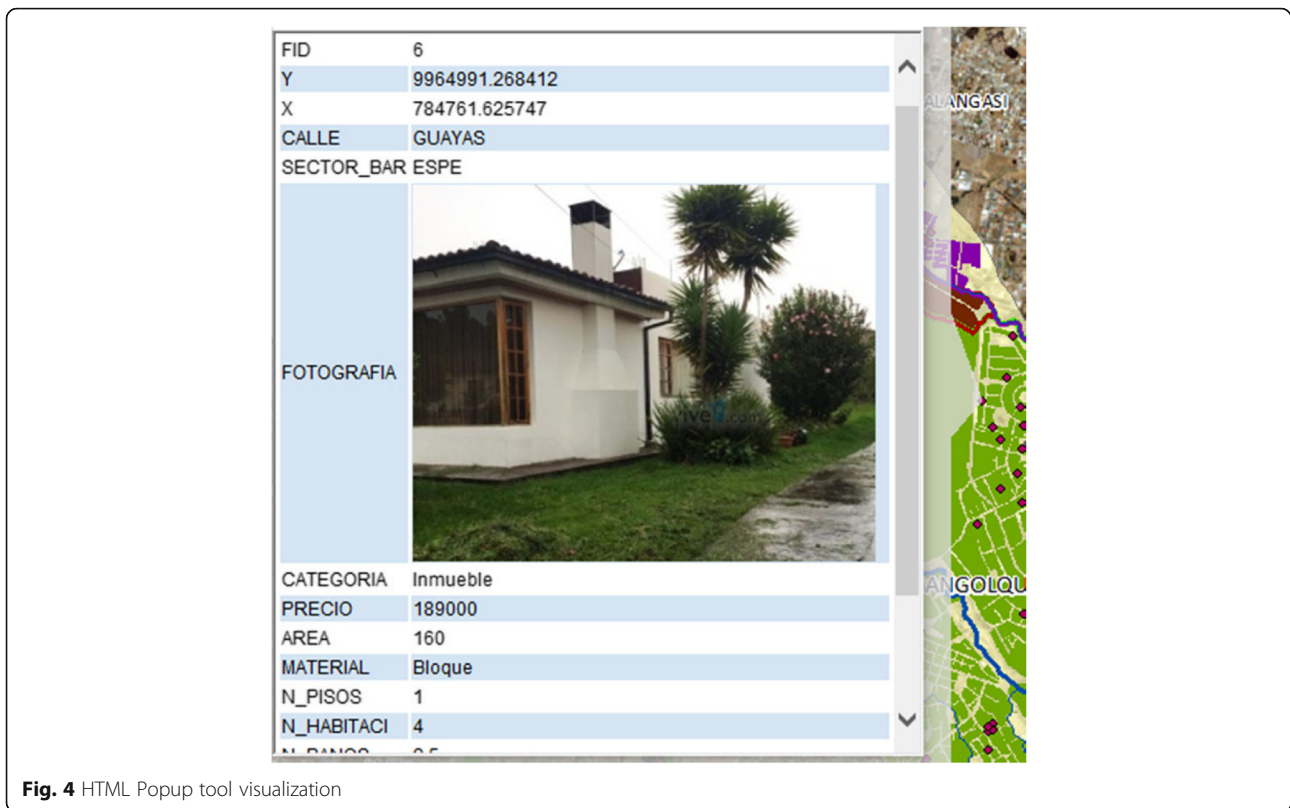 FID 6
Y 9964991.268412
X 784761.625747
CALLE GUAYAS
SECTOR_BAR ESPE
FOTOGRAFIA
CATEGORIA Inmueble
PRECIO 189000
AREA 160
MATERIAL Bloque
N_PISOS 1
N_HABITACI 4
ALANGASI
ANGOLQU
Fig. 4 HTML Popup tool visualization